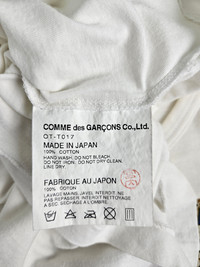 COMME des GARÇONS Co.,Ltd.
OT-T017
MADE IN JAPAN
100% COTTON
HAND WASH, DO NOT BLEACH.
DO NOT IRON, DO NOT DRY CLEAN.
LINE DRY
FABRIQUE AU JAPON
100% COTON
LAVAGE MAINS, JAVEL INTERDIT NE
PAS REPASSER, INTERDIT NETTOYAGE
A SEC, SECHAGE A L'OMBRE.